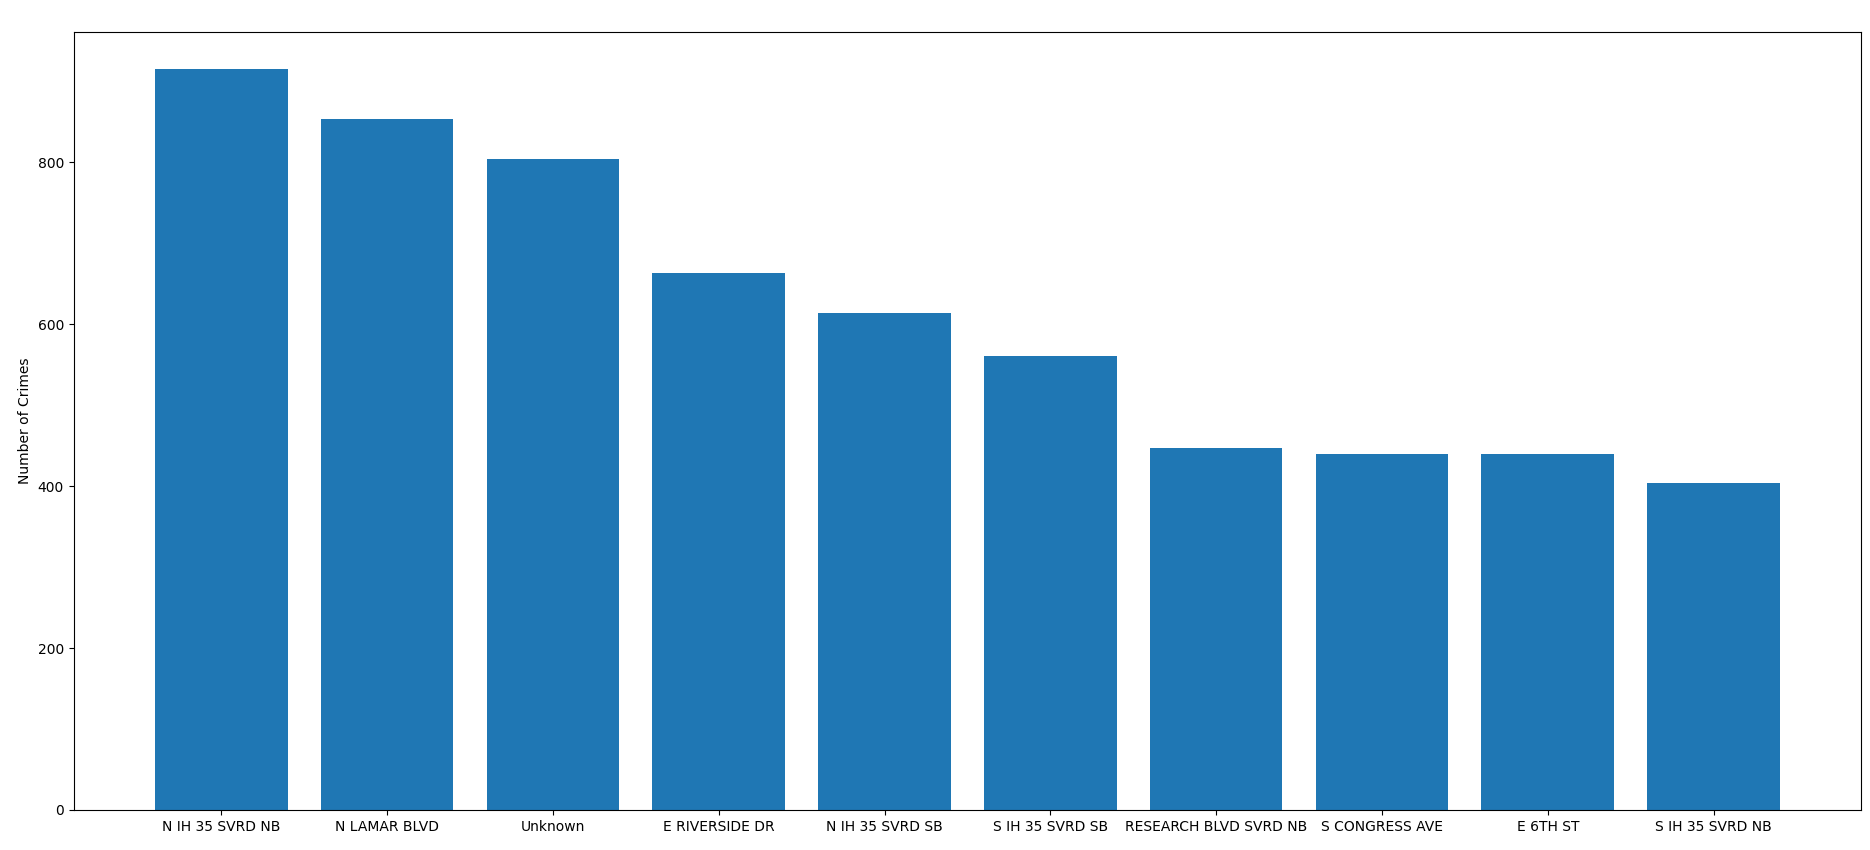 800
600
400
200
0
Number of Crimes
N IH 35 SVRD NB
N LAMAR BLVD
Unknown
E RIVERSIDE DR
N IH 35 SVRD SB
S IH 35 SVRD SB
RESEARCH BLVD SVRD NB
S CONGRESS AVE
E 6TH ST
S IH 35 SVRD NB